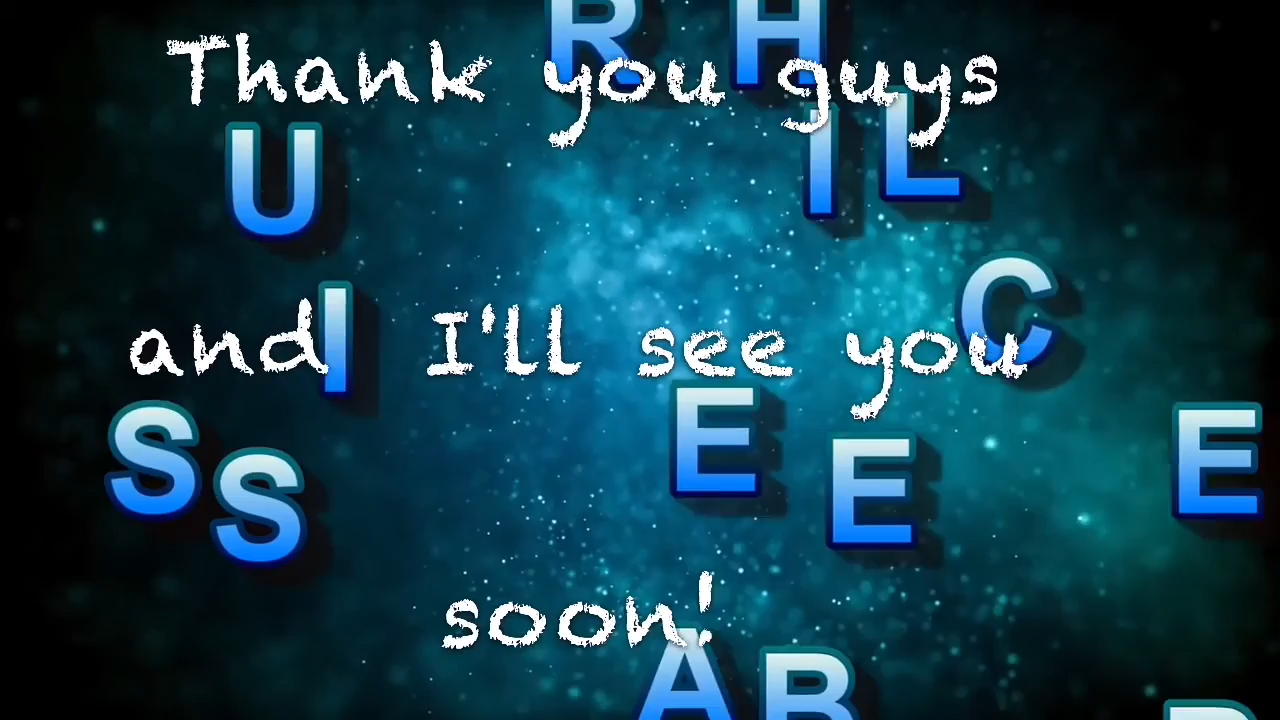 Thank you guys
and I'll see you
soon!
R H
U I L
I C
S S E E E
A B